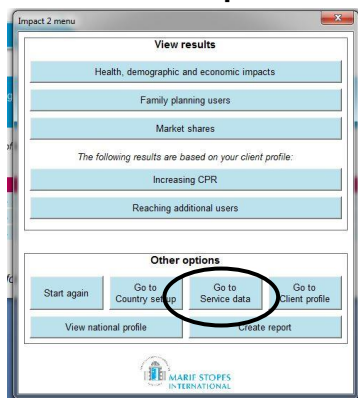 Impact 2 menu
View results
Health, demographic and economic impacts
Family planning users
Market shares
The following results are based on your client profile:
Increasing CPR
Reaching additional users
Other options
Start again
Go to
Country set up
Go to
Service data
Go to
Client profile
View national profile
Create report
MARIE STOPES
INTERNATIONAL